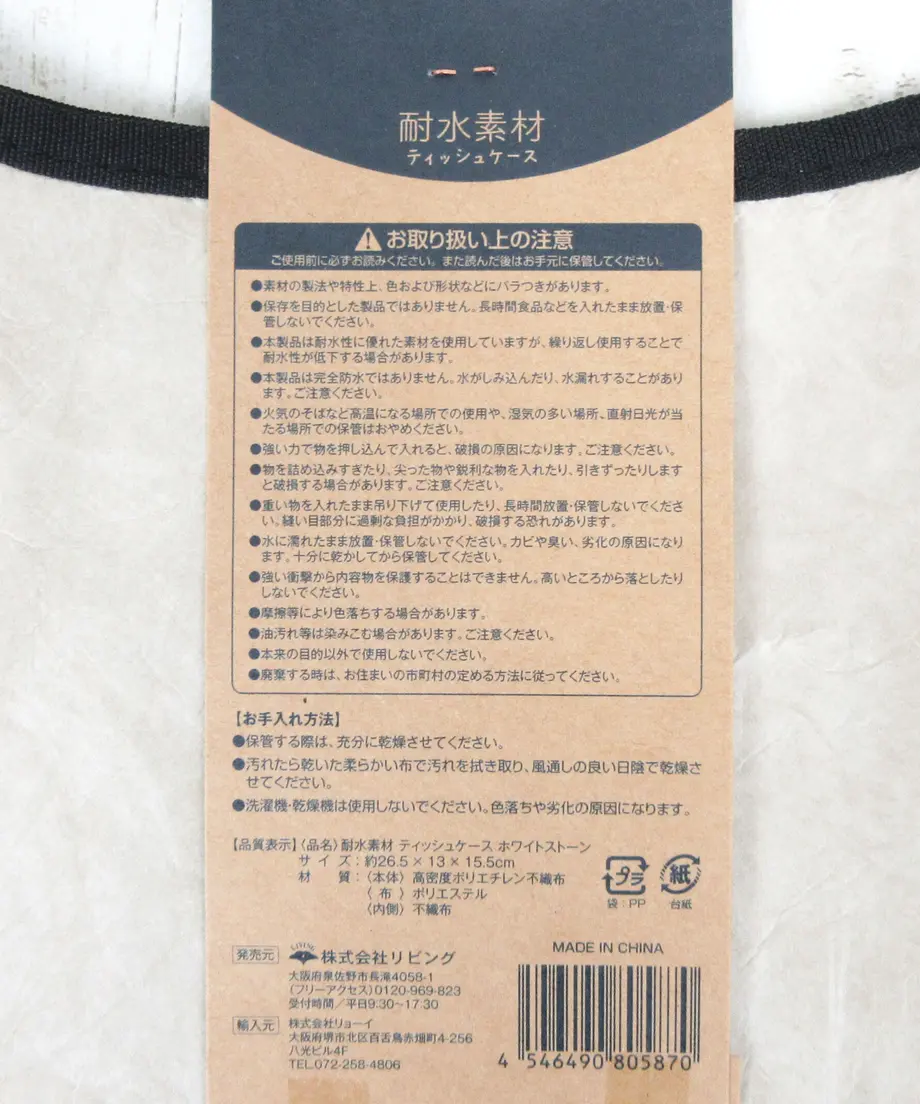 耐水素材
ティッシュケース
お取り扱い上の注意
ご使用前に必ずお読みください。また読んだ後はお手元に保管してください。
●素材の製法や特性上、色および形状などにバラつきがあります。
●保存を目的とした製品ではありません。長時間食品などを入れたまま放置・保
管しないでください。
●本製品は耐水性に優れた素材を使用していますが、繰り返し使用することで
耐水性が低下する場合があります。
●本製品は完全防水ではありません。水がしみ込んだり、水漏れすることがあり
ます。ご注意ください。
●火気のそばなど高温になる場所での使用や、湿気の多い場所、直射日光が当
たる場所での保管はおやめください。
●強い力で物を押し込んで入れると、破損の原因になります。ご注意ください。
●物を詰め込みすぎたり、尖った物や鋭利な物を入れたり、引きずったりします
と破損する場合があります。ご注意ください。
●重い物を入れたまま吊り下げて使用したり、長時間放置・保管しないでくださ
い。縫い目部分に過剰な負担がかかり、破損する恐れがあります。
●水に濡れたまま放置・保管しないでください。カビや臭い、劣化の原因になり
ます。十分に乾かしてから保管してください。
●強い衝撃から内容物を保護することはできません。高いところから落としたり
しないでください。
●摩擦等により色落ちする場合があります。
●油汚れ等は染みこむ場合があります。ご注意ください。
●本来の目的以外で使用しないでください。
●廃棄する時は、お住まいの市町村の定める方法に従ってください。
【お手入れ方法】
●保管する際は、充分に乾燥させてください。
●汚れたら乾いた柔らかい布で汚れを拭き取り、風通しの良い日陰で乾燥さ
せてください。
●洗濯機・乾燥機は使用しないでください。色落ちや劣化の原因になります。
【品質表示】〈品名〉耐水素材 ティッシュケース ホワイトストーン
サイズ：約26.5×13×15.5cm
材 質：〈本体〉高密度ポリエチレン不織布
〈布〉ポリエステル
〈内側〉不織布
プラ
袋：PP
紙
台紙
発売元
LIVING
株式会社リビング
大阪府泉佐野市長滝4058-1
（フリーアクセス）0120-969-823
受付時間／平日9:30〜17:30
輸入元
株式会社リョーイ
大阪府堺市北区百舌鳥赤畑町4-256
八光ビル4F
TEL.072-258-4806
MADE IN CHINA
4 546490 805870